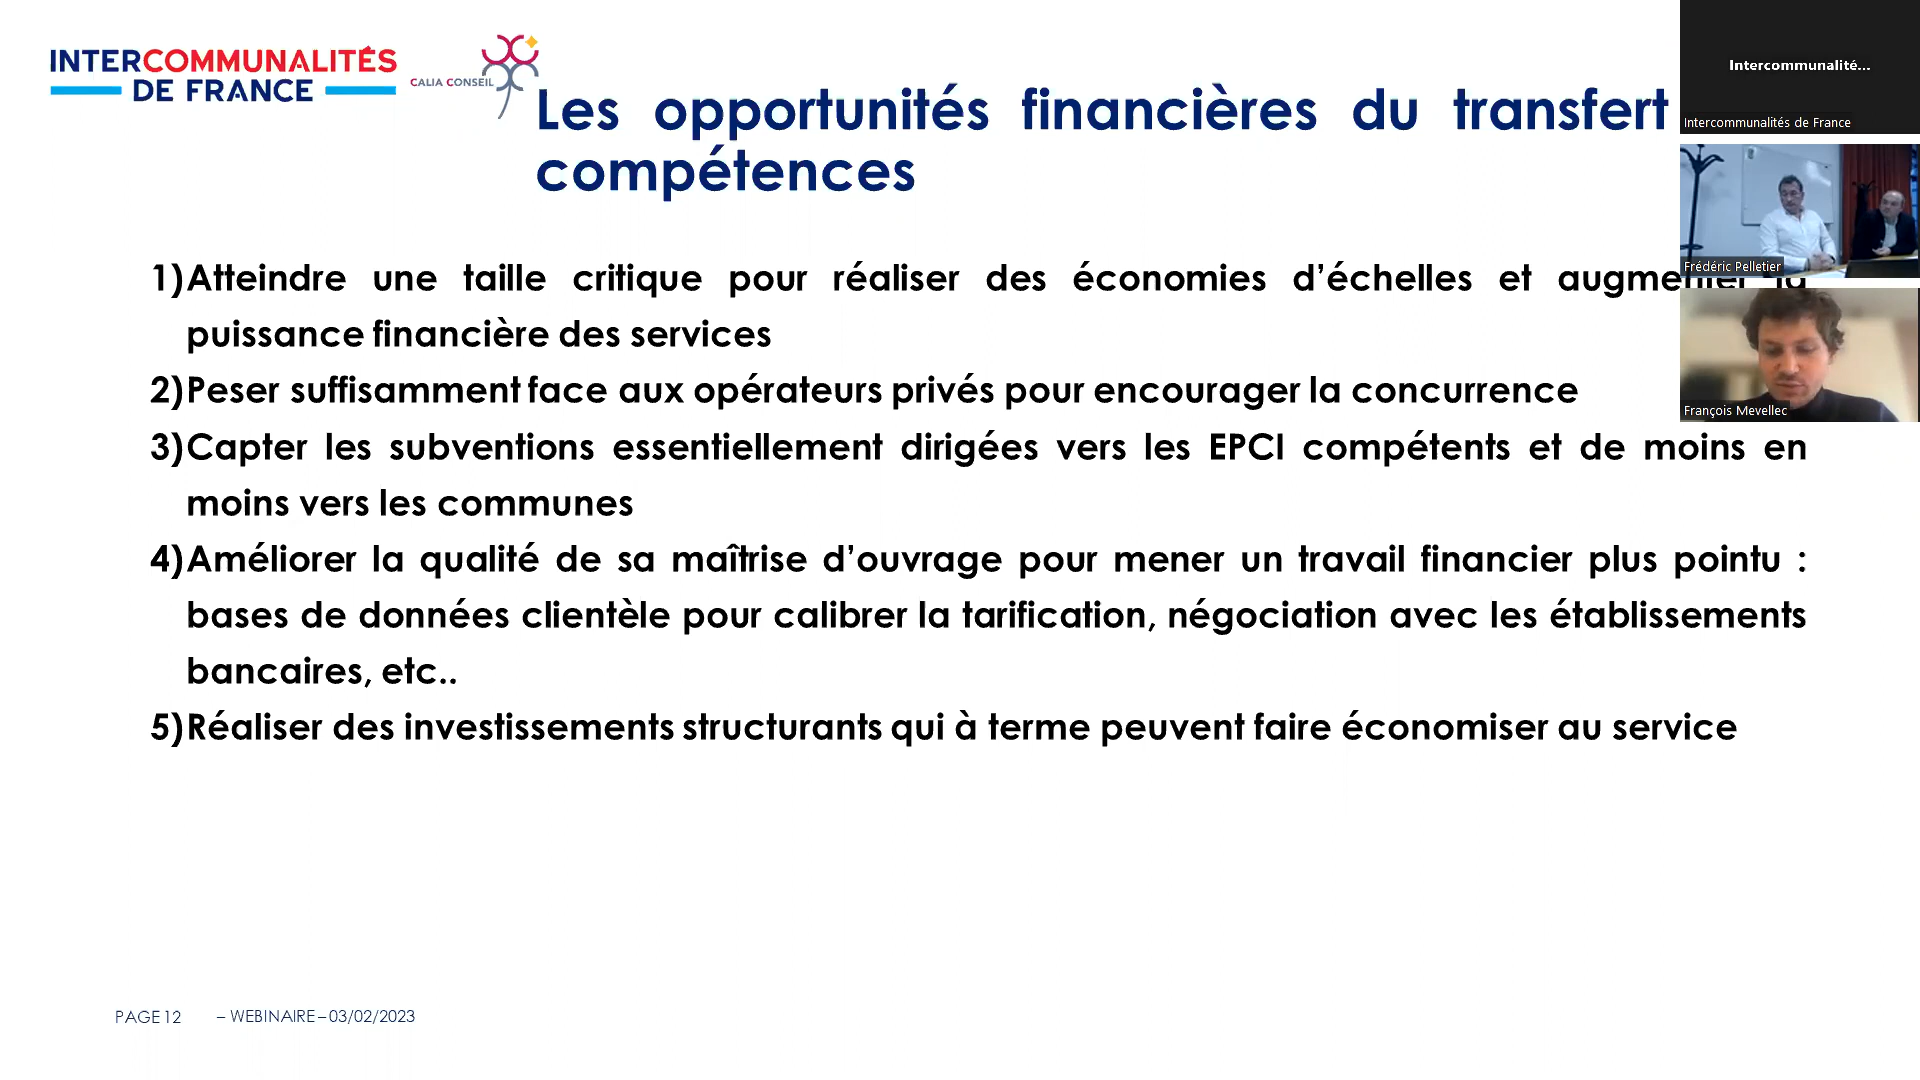 INTERCOMMUNALITÉS
DE FRANCE
CALIA CONSEIL
Les opportunités financières du transfert
compétences
1)Atteindre une taille critique pour réaliser des économies d’échelles et augmenter la
puissance financière des services
2)Peser suffisamment face aux opérateurs privés pour encourager la concurrence
3)Capter les subventions essentiellement dirigées vers les EPCI compétents et de moins en
moins vers les communes
4)Améliorer la qualité de sa maîtrise d’ouvrage pour mener un travail financier plus pointu :
bases de données clientèle pour calibrer la tarification, négociation avec les établissements
bancaires, etc..
5)Réaliser des investissements structurants qui à terme peuvent faire économiser au service
PAGE 12 – WEBINAIRE – 03/02/2023
Intercommunalité...
Intercommunalités de France
Frédéric Pelletier
François Mevellec